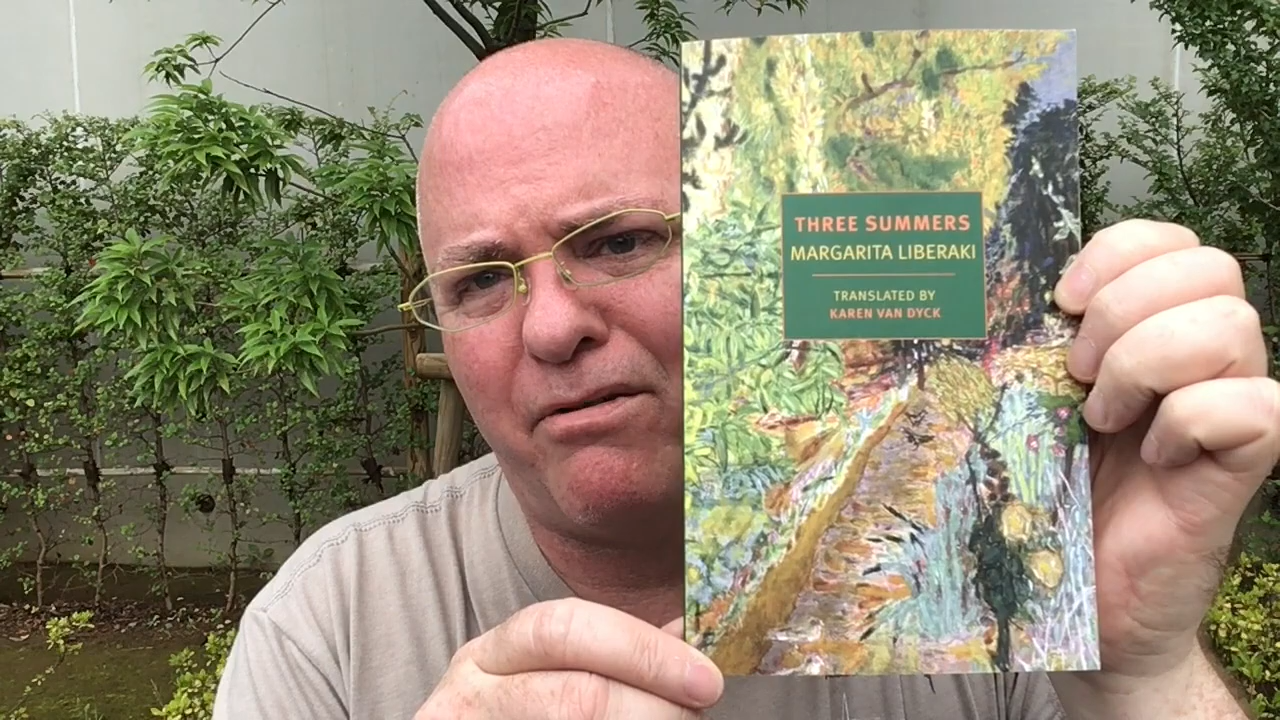 THREE SUMMERS
MARGARITA LIBERAKI
TRANSLATED BY
KAREN VAN DYCK